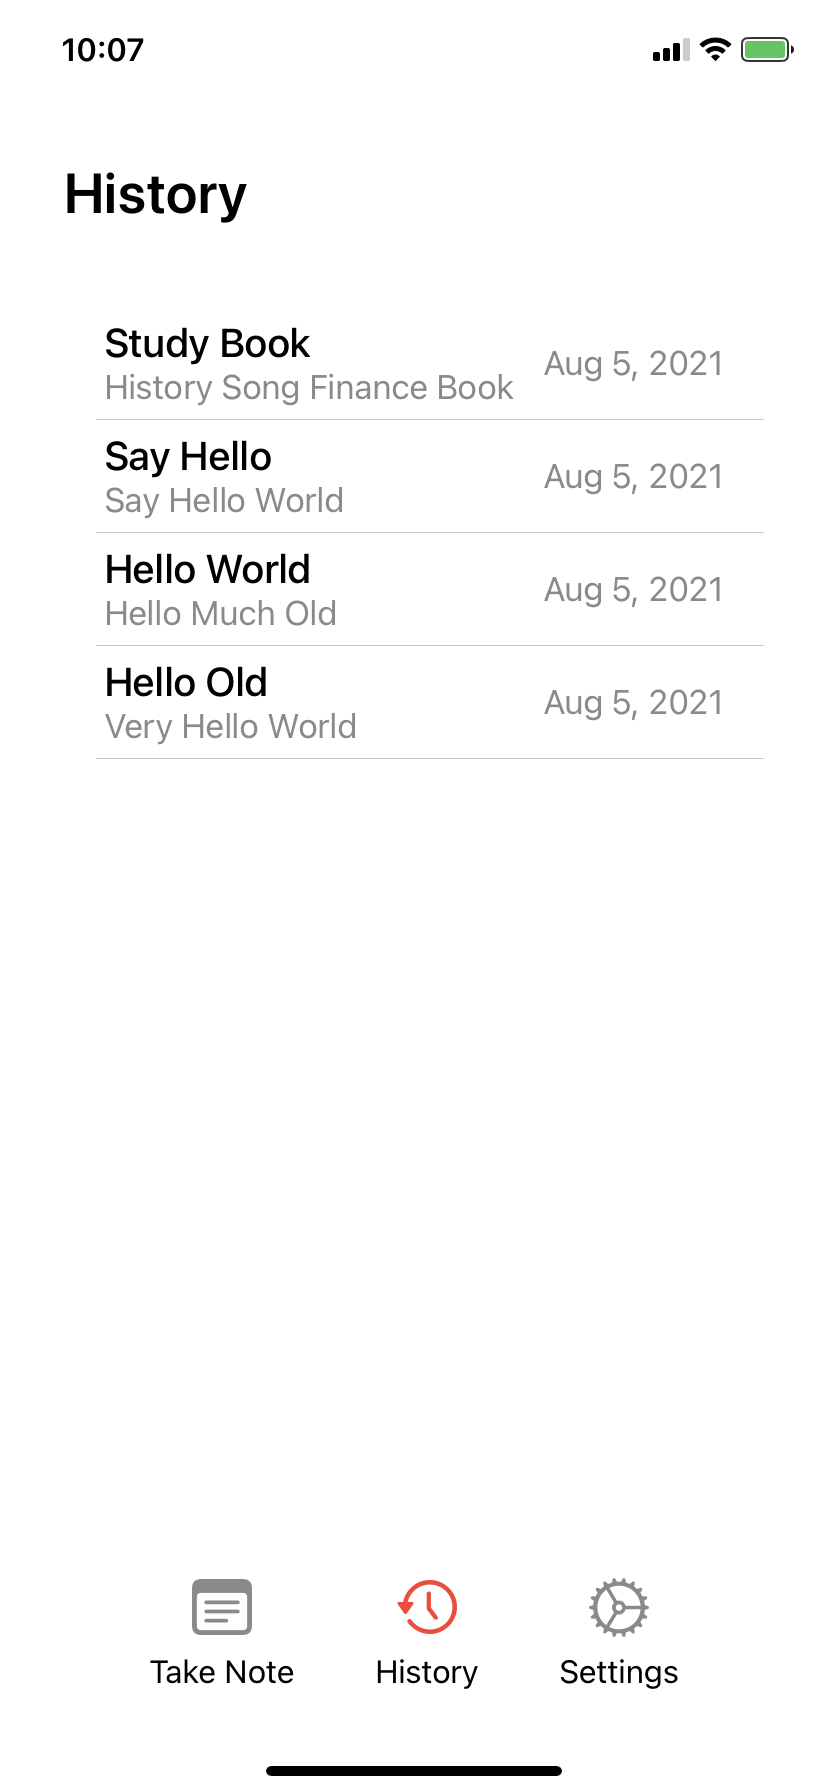 10:07
History
Study Book
History Song Finance Book
Aug 5, 2021
Say Hello
Say Hello World
Aug 5, 2021
Hello World
Hello Much Old
Aug 5, 2021
Hello Old
Very Hello World
Aug 5, 2021
Take Note
History
Settings